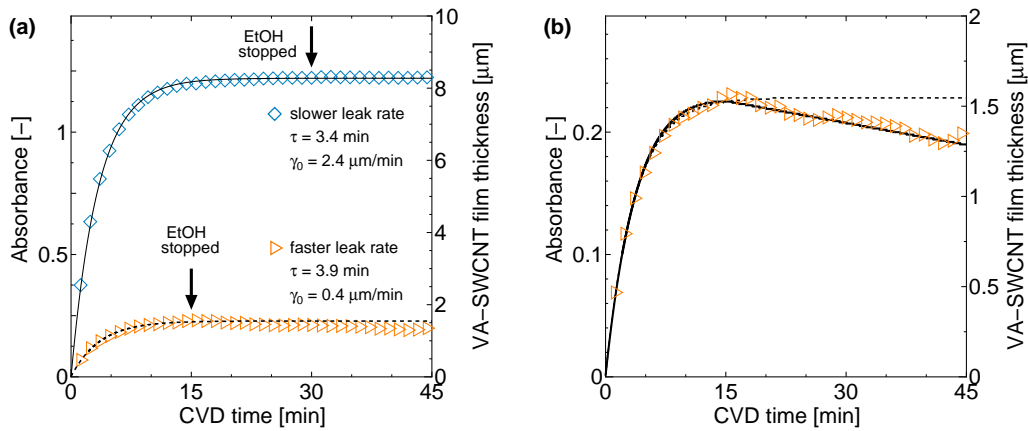 (a)
Absorbance [–]
1
0.5
0
EtOH
stopped
slower leak rate
τ = 3.4 min
γ0 = 2.4 μm/min
EtOH
stopped
faster leak rate
τ = 3.9 min
γ0 = 0.4 μm/min
10
8
6
4
2
0
VA–SWCNT film thickness [μm]
0 15 30 45
CVD time [min]
(b)
Absorbance [–]
0.2
0.1
0
2
1.5
1
0.5
0
VA–SWCNT film thickness [μm]
0 15 30 45
CVD time [min]